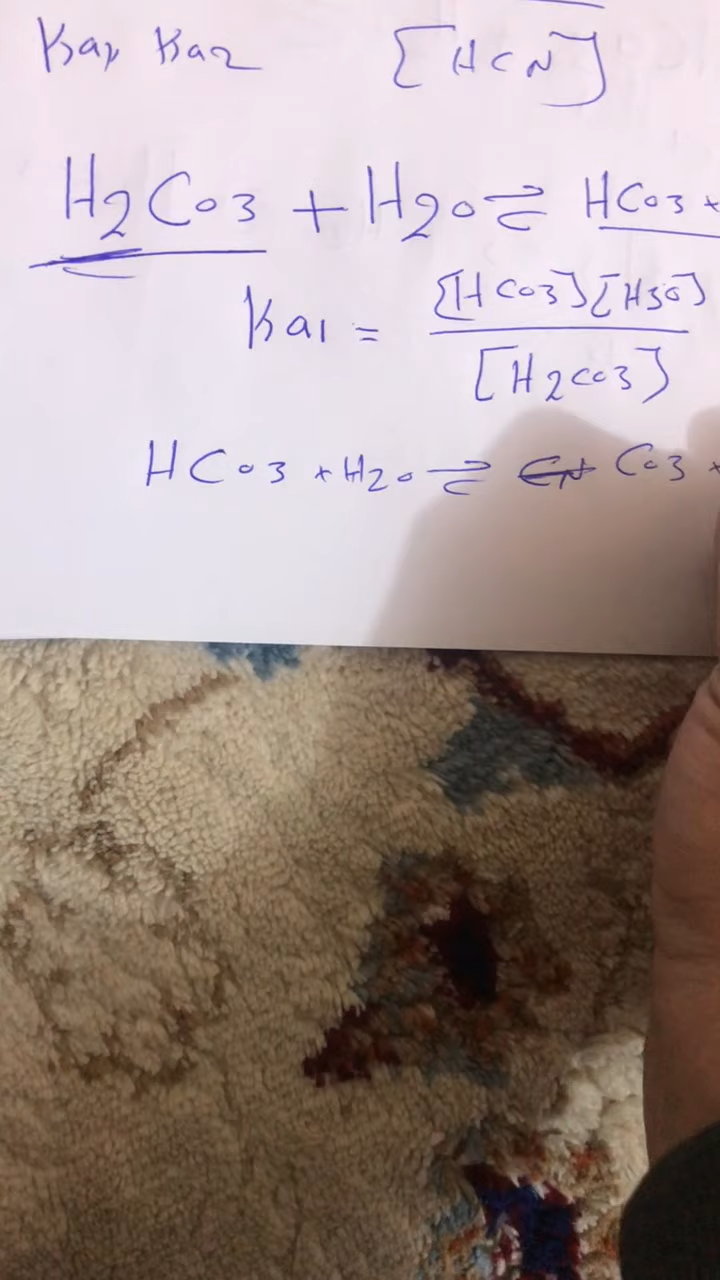 Ka1, Ka2 [HCN]
H2Co3 + H2o ⇌ HCo3 +
Ka1 = [HCo3][H3o]
[H2co3]
HCo3 + H2o ⇌ Co3 +